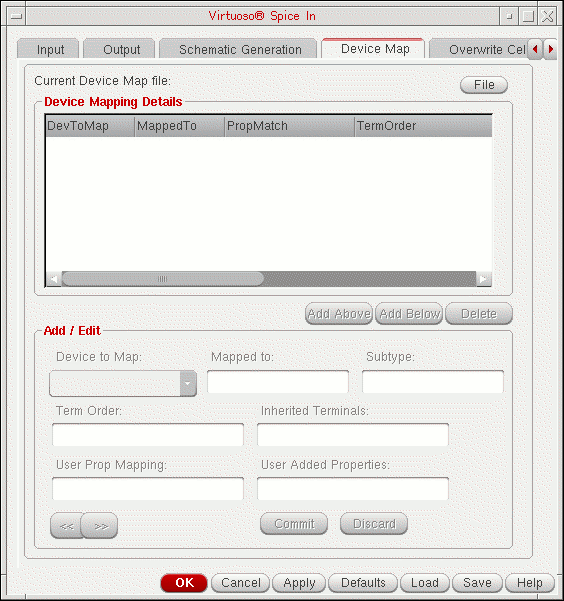 Virtuoso® Spice In
Input Output Schematic Generation Device Map Overwrite Cel
Current Device Map file: File
Device Mapping Details
DevToMap MappedTo PropMatch TermOrder
Add Above Add Below Delete
Add / Edit
Device to Map: Mapped to: Subtype:
Term Order: Inherited Terminals:
User Prop Mapping: User Added Properties:
<< >> Commit Discard
OK Cancel Apply Defaults Load Save Help